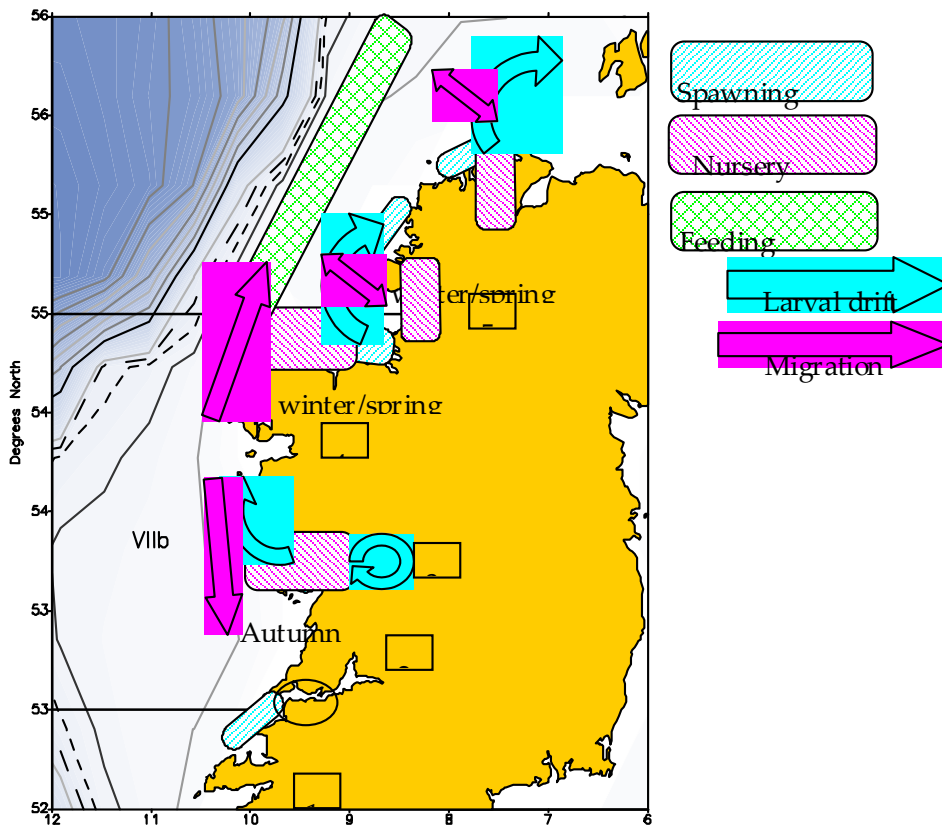 56
Spawning
56
Nursery
55
Feeding
Larval drift
winter/spring
55
Migration
54
winter/spring
Degrees North
54
VIIb
53
Autumn
53
52
12
11
10
9
8
7
6